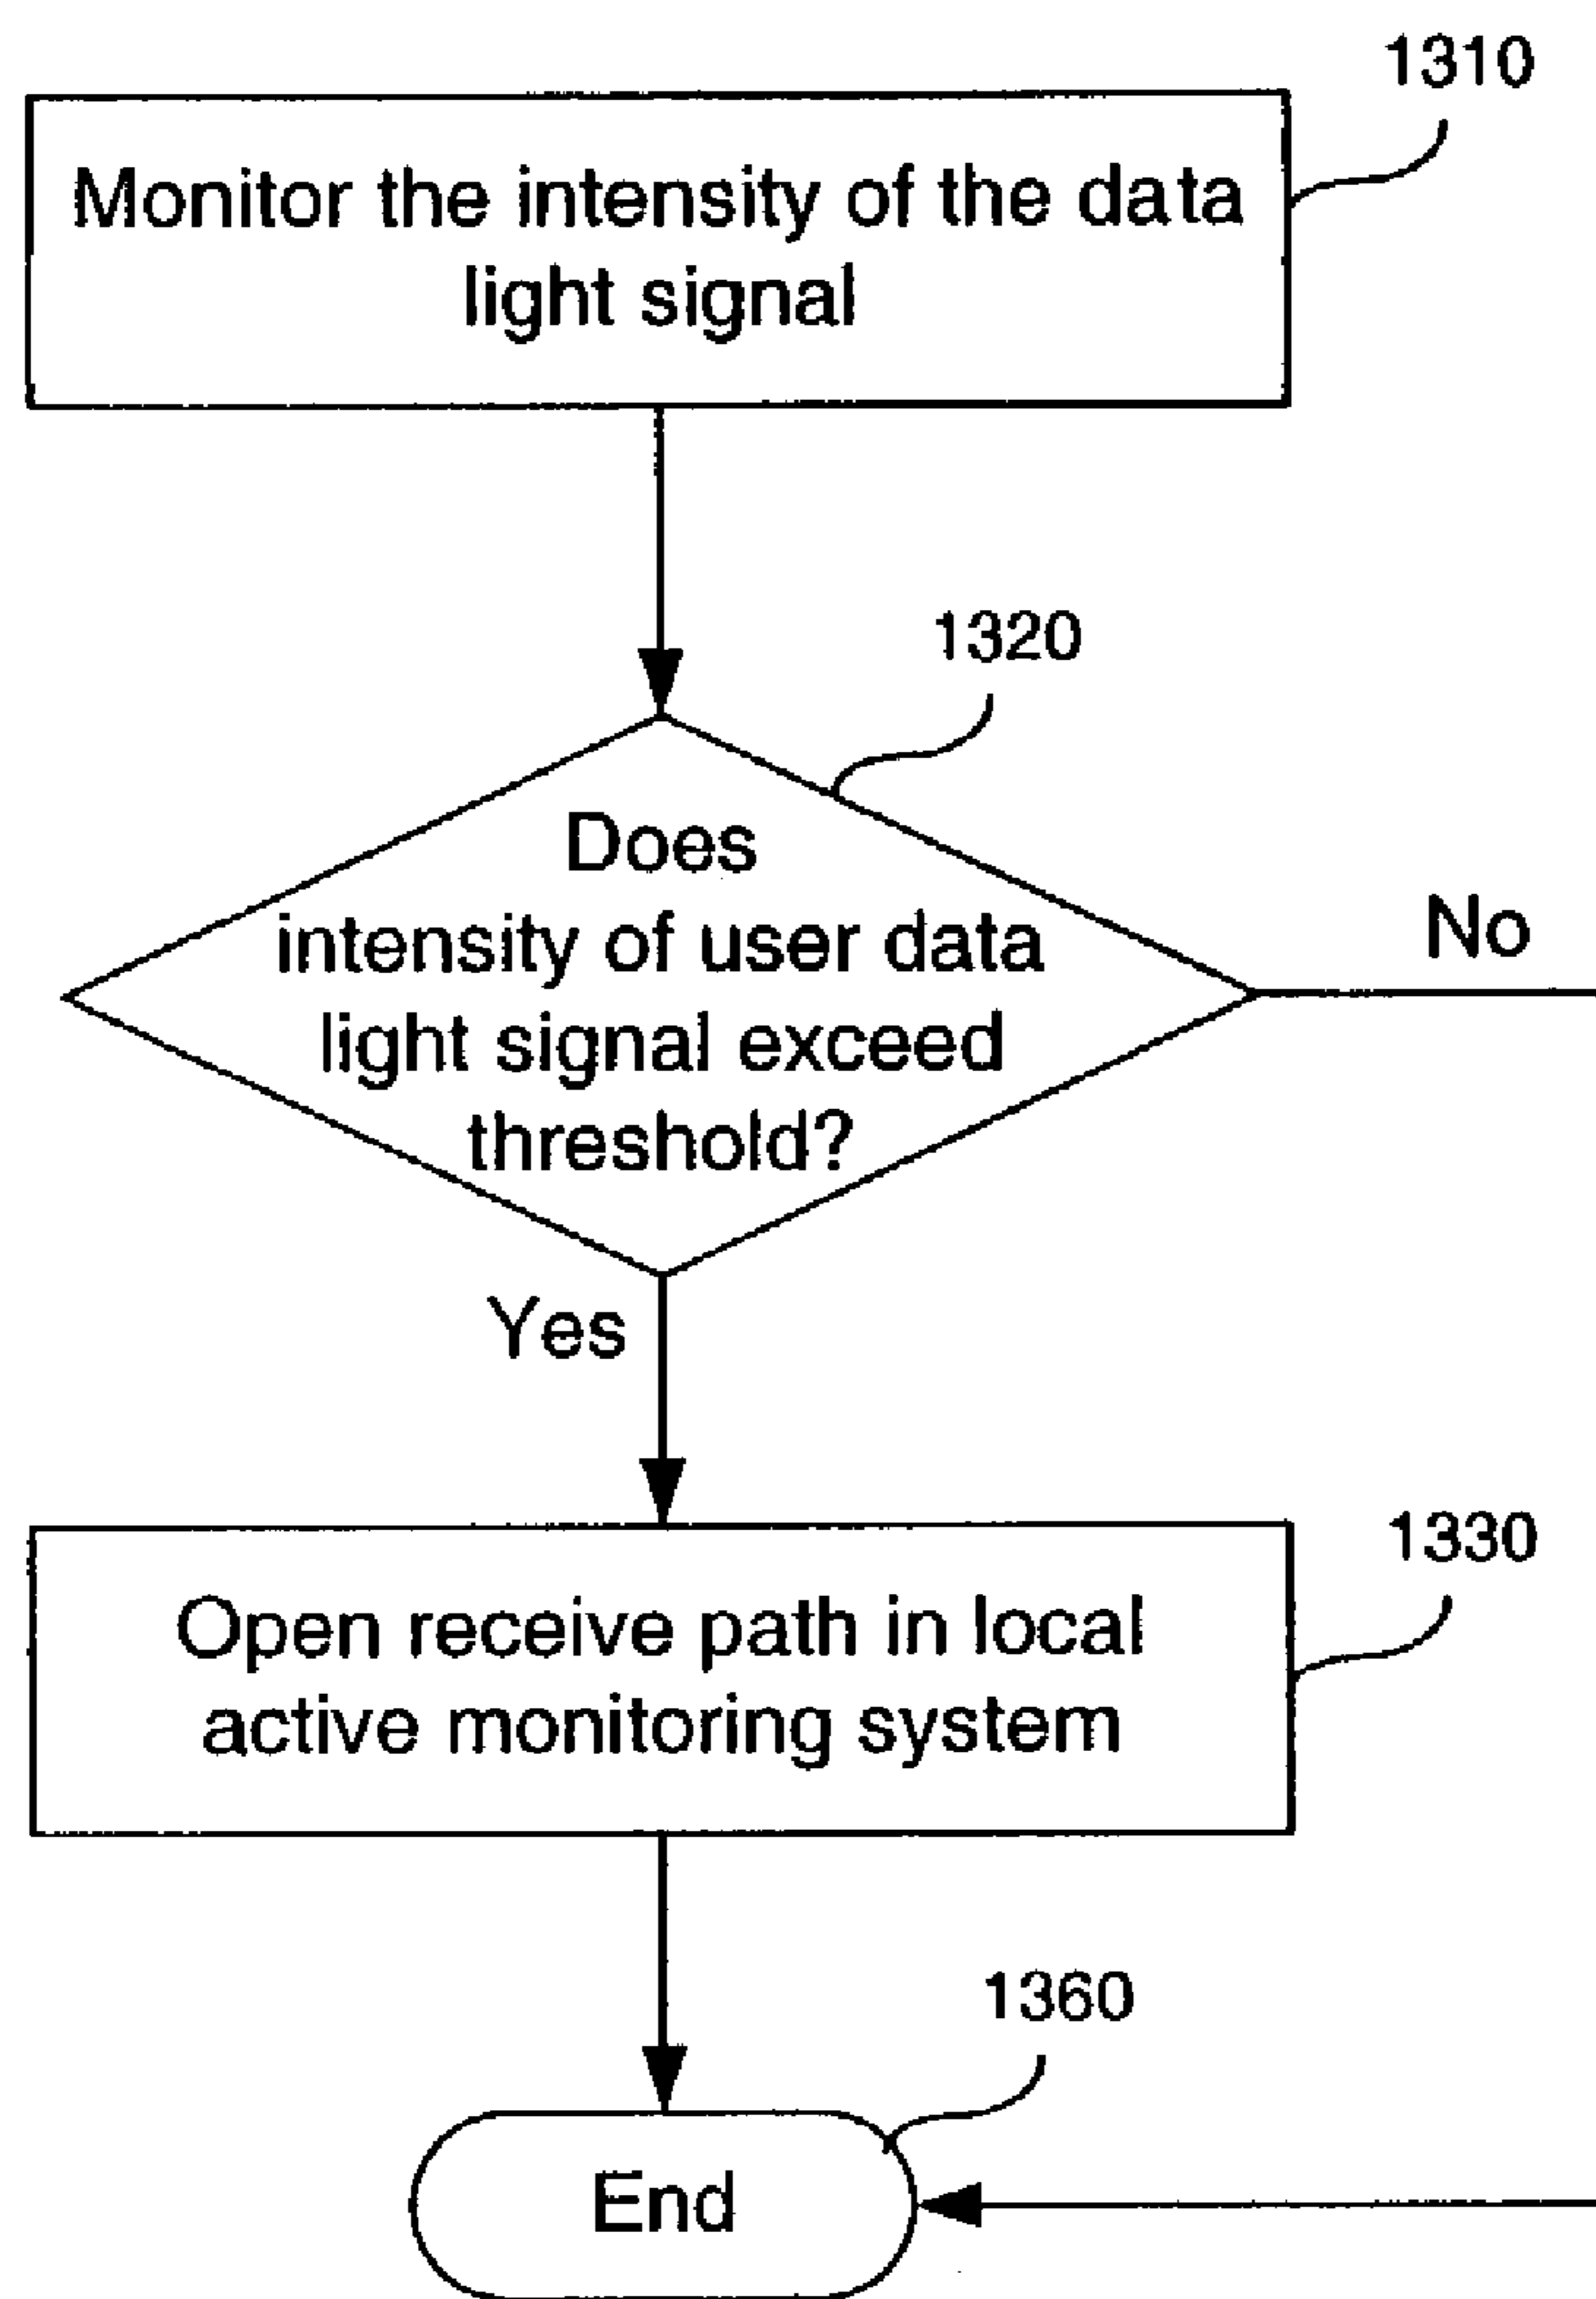 1310
Monitor the intensity of the data
light signal
1320
Does
intensity of user data
light signal exceed
threshold?
No
Yes
1330
Open receive path in local
active monitoring system
1360
End